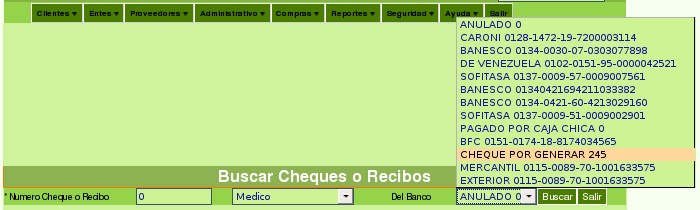 Clientes Entes Proveedores Administrativo Compras Reportes Seguridad Ayuda Salir
ANULADO 0
CARONI 0128-1472-19-7200003114
BANESCO 0134-0030-07-0303077898
DE VENEZUELA 0102-0151-95-0000042521
SOFITASA 0137-0009-57-0009007561
BANESCO 01340421694211033382
BANESCO 0134-0421-60-4213029160
SOFITASA 0137-0009-51-0009002901
PAGADO POR CAJA CHICA 0
BFC 0151-0174-18-8174034565
CHEQUE POR GENERAR 245
MERCANTIL 0115-0089-70-1001633575
EXTERIOR 0115-0089-70-1001633575
Buscar Cheques o Recibos
* Numero Cheque o Recibo 0 Medico Del Banco ANULADO 0 Buscar Salir